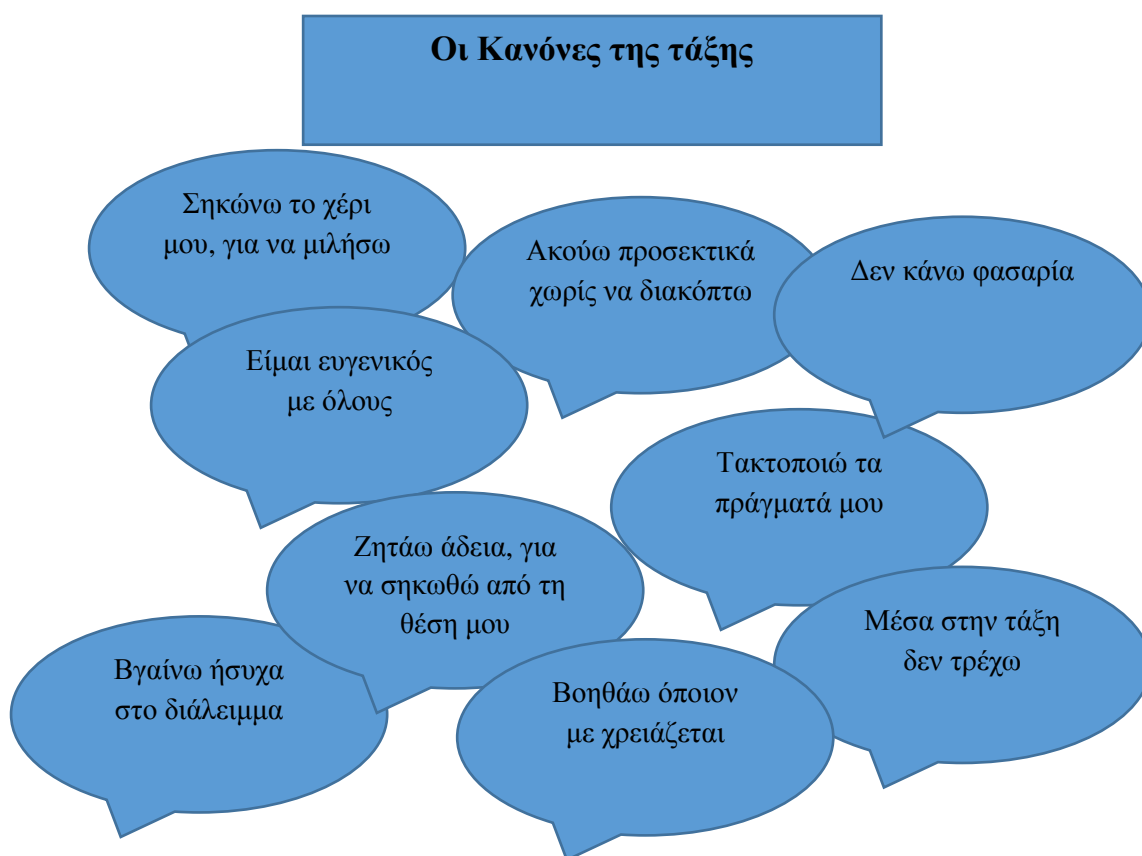 Οι Κανόνες της τάξης
Σηκώνω το χέρι
μου, για να μιλήσω
Ακούω προσεκτικά
χωρίς να διακόπτω
Δεν κάνω φασαρία
Είμαι ευγενικός
με όλους
Τακτοποιώ τα
πράγματά μου
Ζητάω άδεια, για
να σηκωθώ από τη
θέση μου
Μέσα στην τάξη
δεν τρέχω
Βγαίνω ήσυχα
στο διάλειμμα
Βοηθάω όποιον
με χρειάζεται